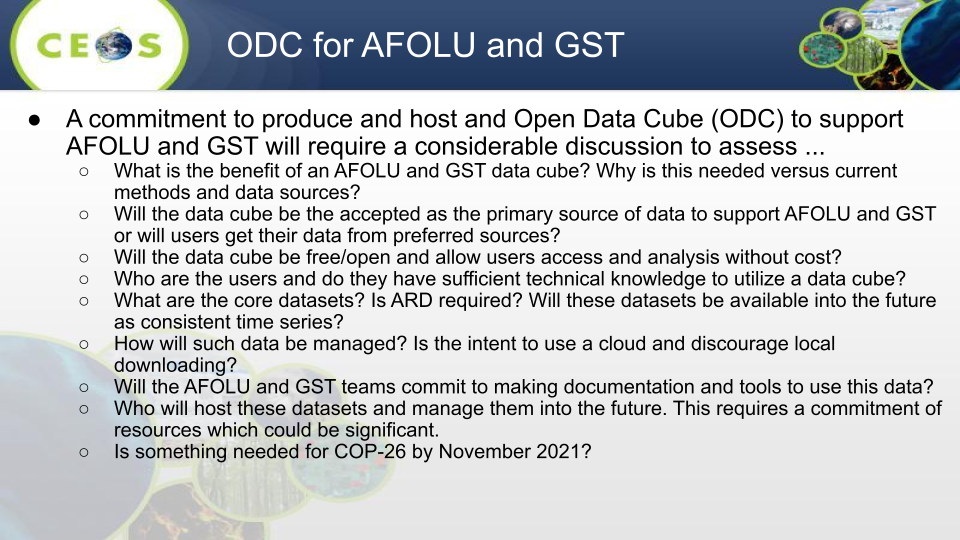 CEOS
ODC for AFOLU and GST
● A commitment to produce and host and Open Data Cube (ODC) to support
AFOLU and GST will require a considerable discussion to assess ...
○ What is the benefit of an AFOLU and GST data cube? Why is this needed versus current
methods and data sources?
○ Will the data cube be the accepted as the primary source of data to support AFOLU and GST
or will users get their data from preferred sources?
○ Will the data cube be free/open and allow users access and analysis without cost?
○ Who are the users and do they have sufficient technical knowledge to utilize a data cube?
○ What are the core datasets? Is ARD required? Will these datasets be available into the future
as consistent time series?
○ How will such data be managed? Is the intent to use a cloud and discourage local
downloading?
○ Will the AFOLU and GST teams commit to making documentation and tools to use this data?
○ Who will host these datasets and manage them into the future. This requires a commitment of
resources which could be significant.
○ Is something needed for COP-26 by November 2021?